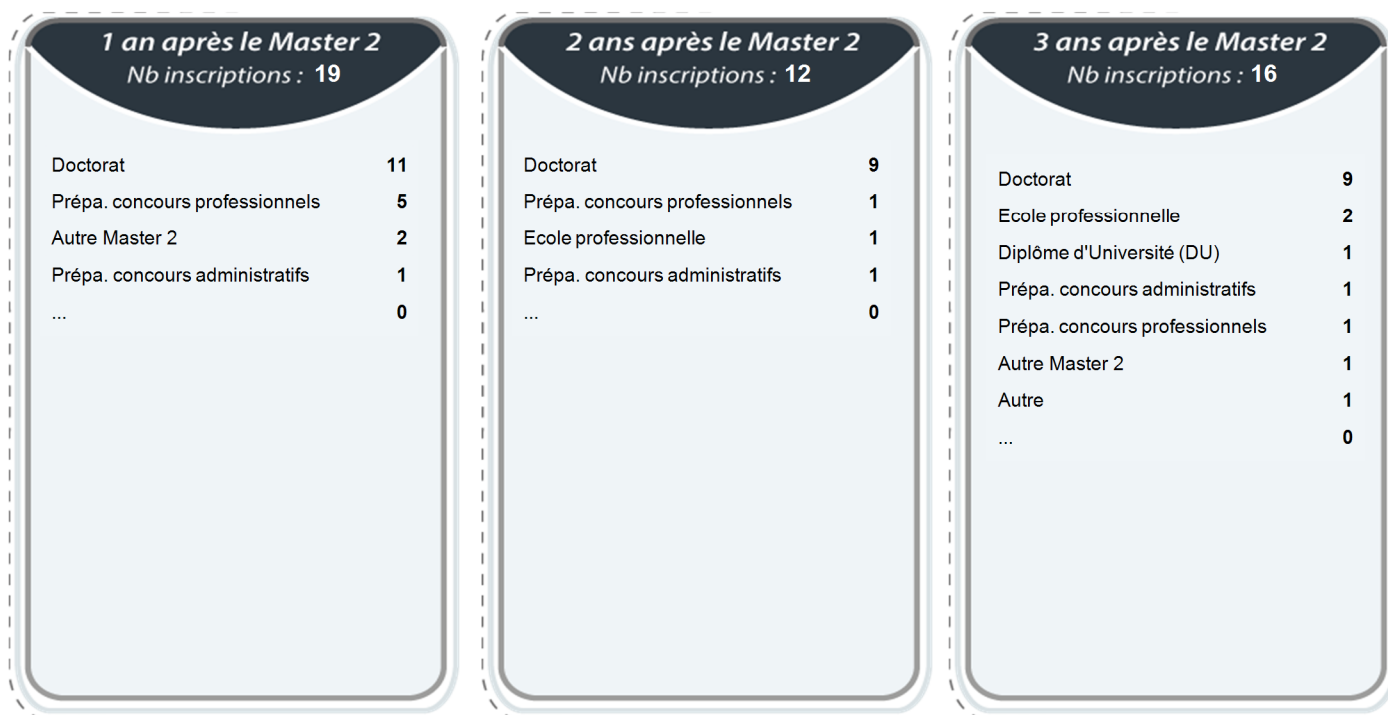 1 an après le Master 2
Nb inscriptions : 19
Doctorat 11
Prépa. concours professionnels 5
Autre Master 2 2
Prépa. concours administratifs 1
... 0
2 ans après le Master 2
Nb inscriptions : 12
Doctorat 9
Prépa. concours professionnels 1
Ecole professionnelle 1
Prépa. concours administratifs 1
... 0
3 ans après le Master 2
Nb inscriptions : 16
Doctorat 9
Ecole professionnelle 2
Diplôme d'Université (DU) 1
Prépa. concours administratifs 1
Prépa. concours professionnels 1
Autre Master 2 1
Autre 1
... 0